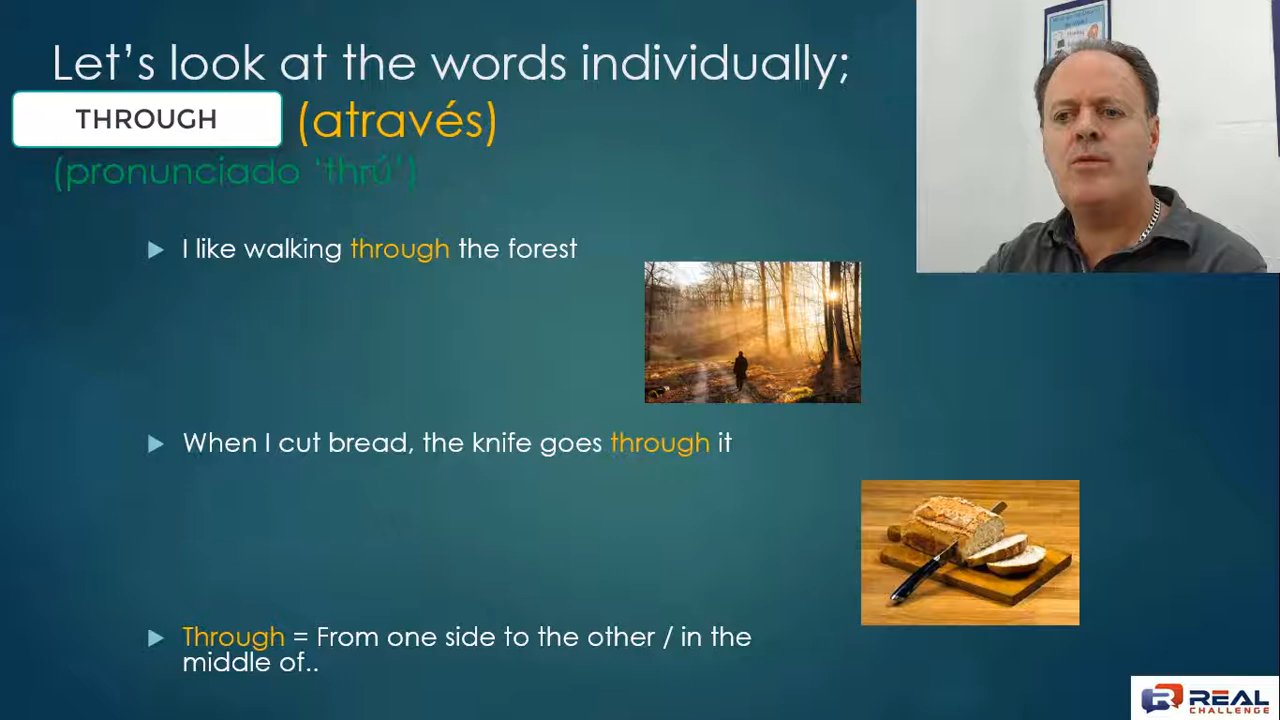 Let's look at the words individually;
THROUGH (através)
(pronunciado 'thrú')
I like walking through the forest
When I cut bread, the knife goes through it
Through = From one side to the other / in the
middle of..
REAL
CHALLENGE